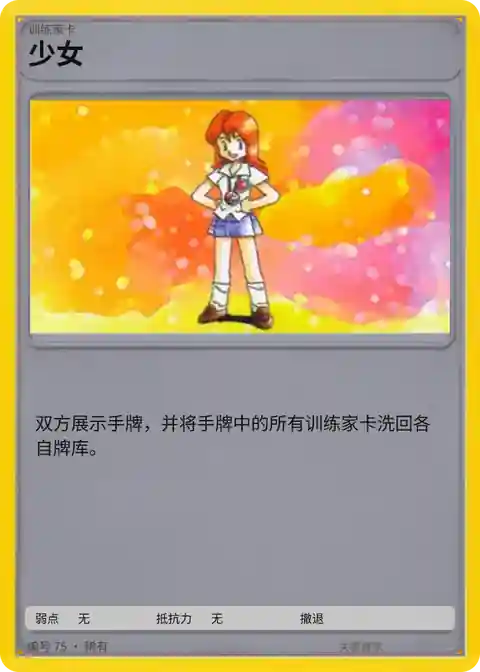 训练家卡
少女
双方展示手牌，并将手牌中的所有训练家卡洗回各
自牌库。
弱点 无 抵抗力 无 撤退
编号 75 · 稀有